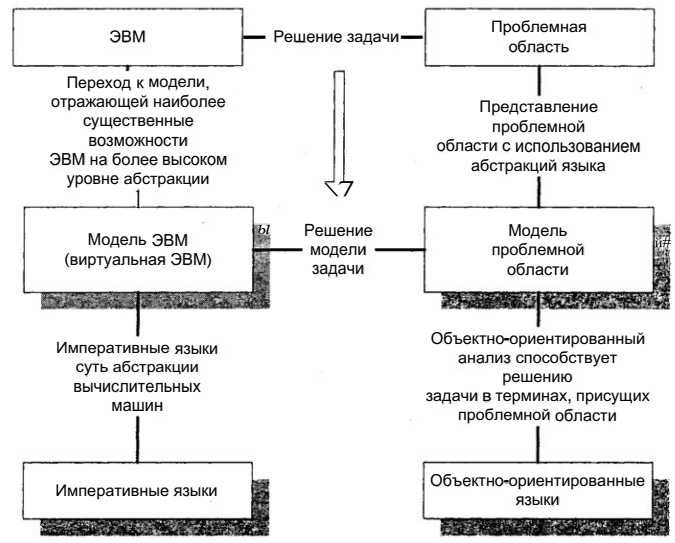 ЭВМ
Решение задачи
Проблемная
область
Переход к модели,
отражающей наиболее
существенные
возможности
ЭВМ на более высоком
уровне абстракции
Представление
проблемной
области с использованием
абстракций языка
Модель ЭВМ
(виртуальная ЭВМ)
ы
Решение
модели
задачи
Модель
проблемной
области
й#
Императивные языки
суть абстракции
вычислительных
машин
Объектно-ориентированный
анализ способствует
решению
задачи в терминах, присущих
проблемной области
Императивные языки
Объектно-ориентированные
языки